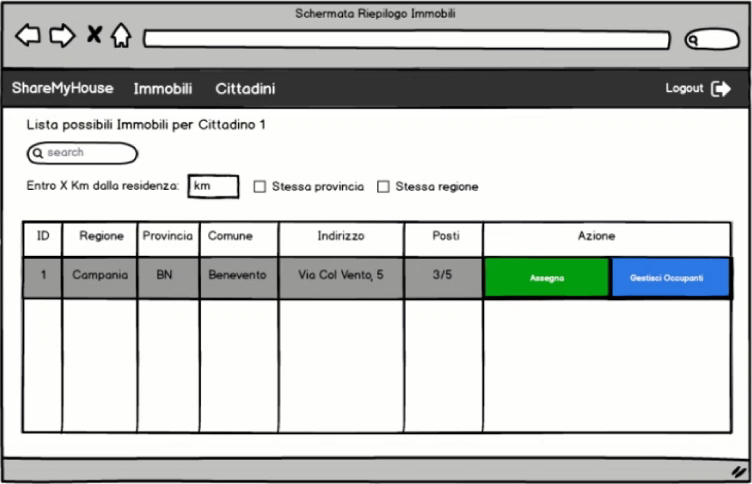 Schermata Riepilogo Immobili
ShareMyHouse Immobili Cittadini Logout
Lista possibili Immobili per Cittadino 1
search
Entro X Km dalla residenza: km Stessa provincia Stessa regione
ID Regione Provincia Comune Indirizzo Posti Azione
1 Campania BN Benevento Via Col Vento, 5 3/5 Assegna Gestisci Occupanti